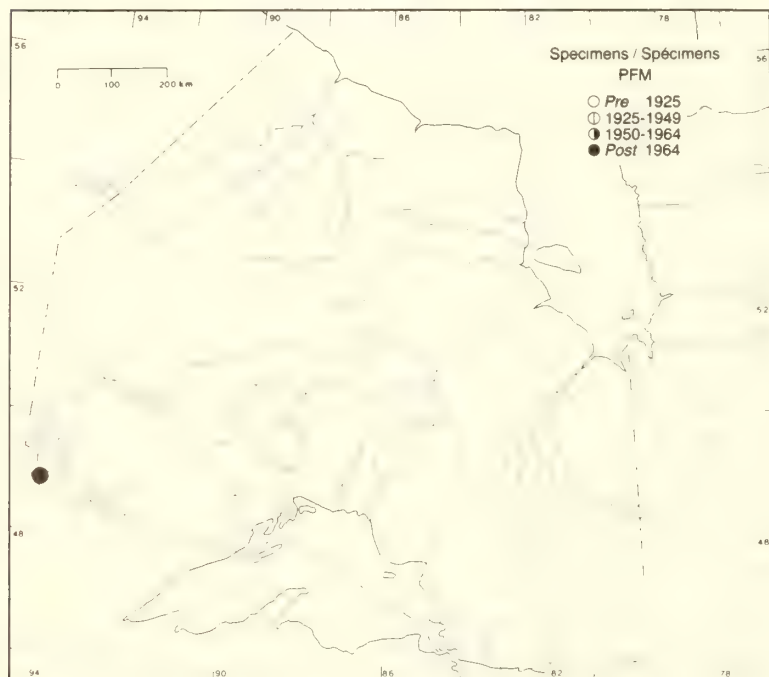 94 90 86 82 78
56 56
0 100 200 km
Specimens / Spécimens
PFM
○ Pre 1925
⦶ 1925-1949
◑ 1950-1964
● Post 1964
52 52
48 48
94 90 86 82 78